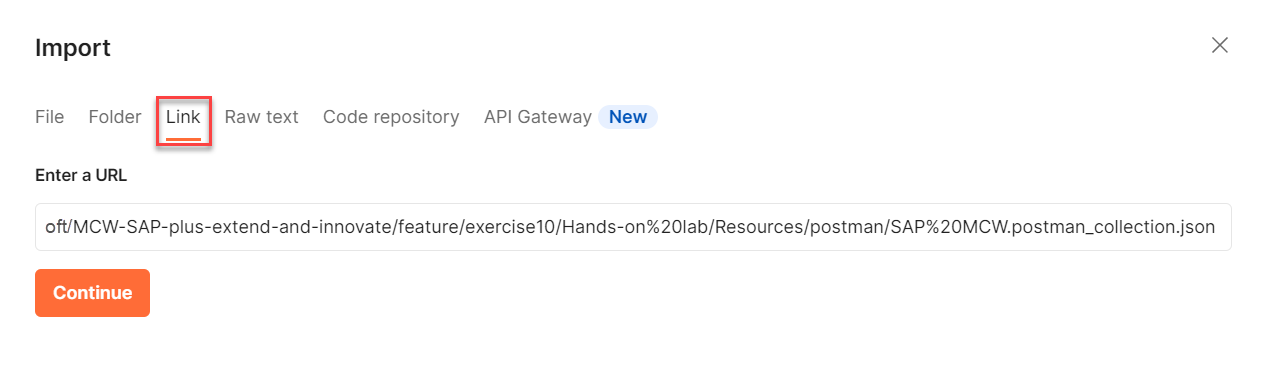 Import
File Folder Link Raw text Code repository API Gateway New
Enter a URL
oft/MCW-SAP-plus-extend-and-innovate/feature/exercise10/Hands-on%20lab/Resources/postman/SAP%20MCW.postman_collection.json
Continue